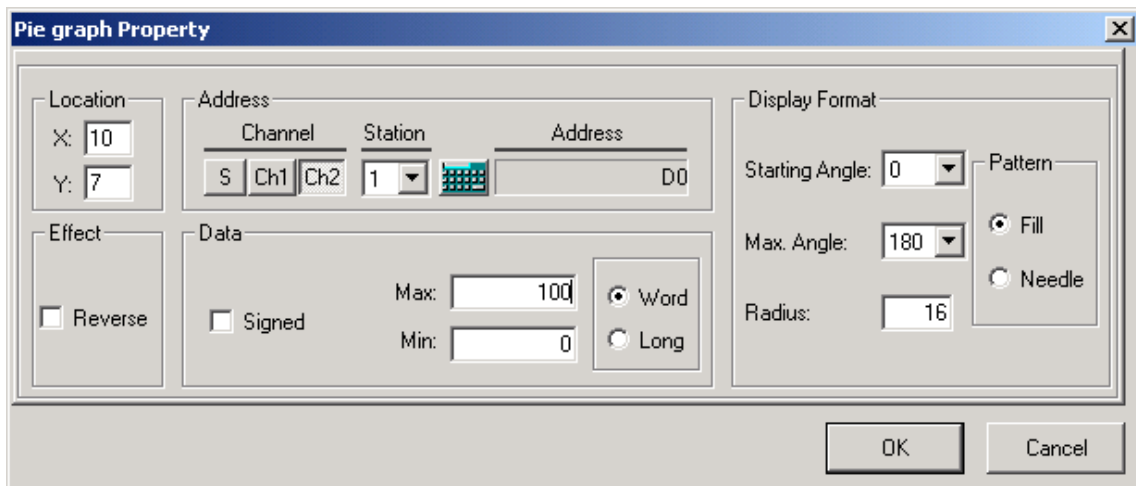 Pie graph Property
Location
X: 10
Y: 7
Address
Channel Station Address
S Ch1 Ch2 1 D0
Effect
Reverse
Data
Signed
Max: 100
Min: 0
Word
Long
Display Format
Starting Angle: 0
Max. Angle: 180
Radius: 16
Pattern
Fill
Needle
OK Cancel